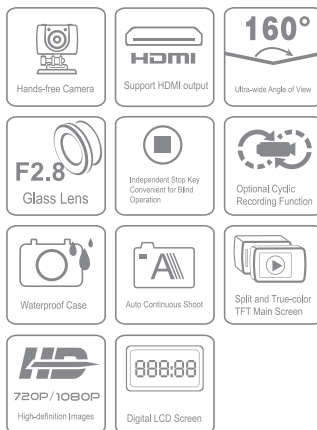 Hands-free Camera
HDMI
Support HDMI output
160°
Ultra-wide Angle of View
F2.8
Glass Lens
Independent Stop Key
Convenient for Blind
Operation
Optional Cyclic
Recording Function
Waterproof Case
A
Auto Continuous Shoot
Split and True-color
TFT Main Screen
HD
720P/1080P
High-definition Images
888:88
Digital LCD Screen